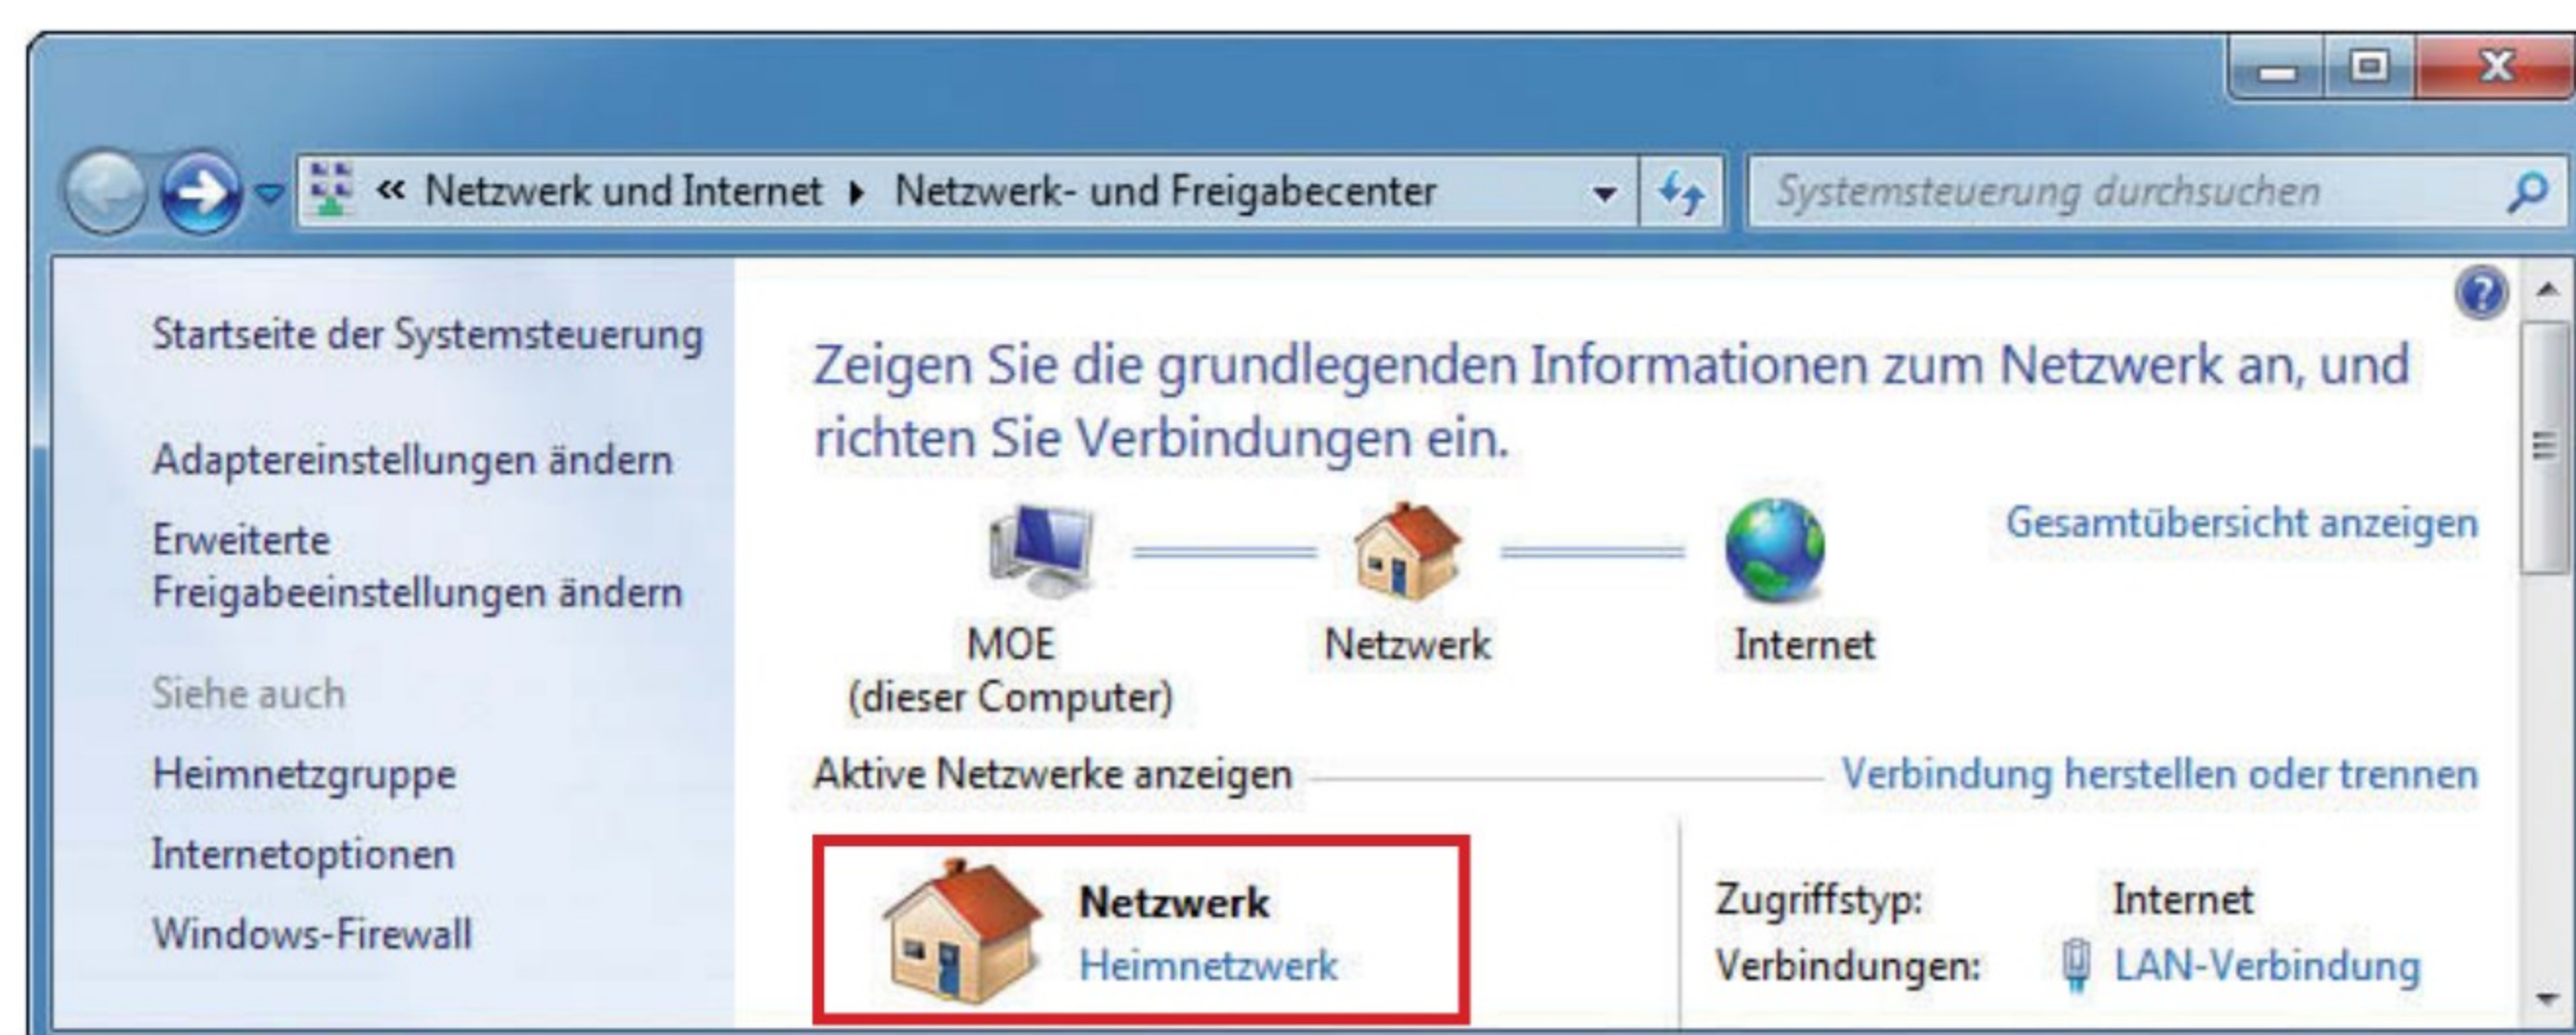 « Netzwerk und Internet ▸ Netzwerk- und Freigabecenter
Systemsteuerung durchsuchen
Startseite der Systemsteuerung
Adaptereinstellungen ändern
Erweiterte
Freigabeeinstellungen ändern
Siehe auch
Heimnetzgruppe
Internetoptionen
Windows-Firewall
Zeigen Sie die grundlegenden Informationen zum Netzwerk an, und
richten Sie Verbindungen ein.
MOE
(dieser Computer)
Netzwerk
Internet
Gesamtübersicht anzeigen
Aktive Netzwerke anzeigen
Verbindung herstellen oder trennen
Netzwerk
Heimnetzwerk
Zugriffstyp: Internet
Verbindungen: LAN-Verbindung